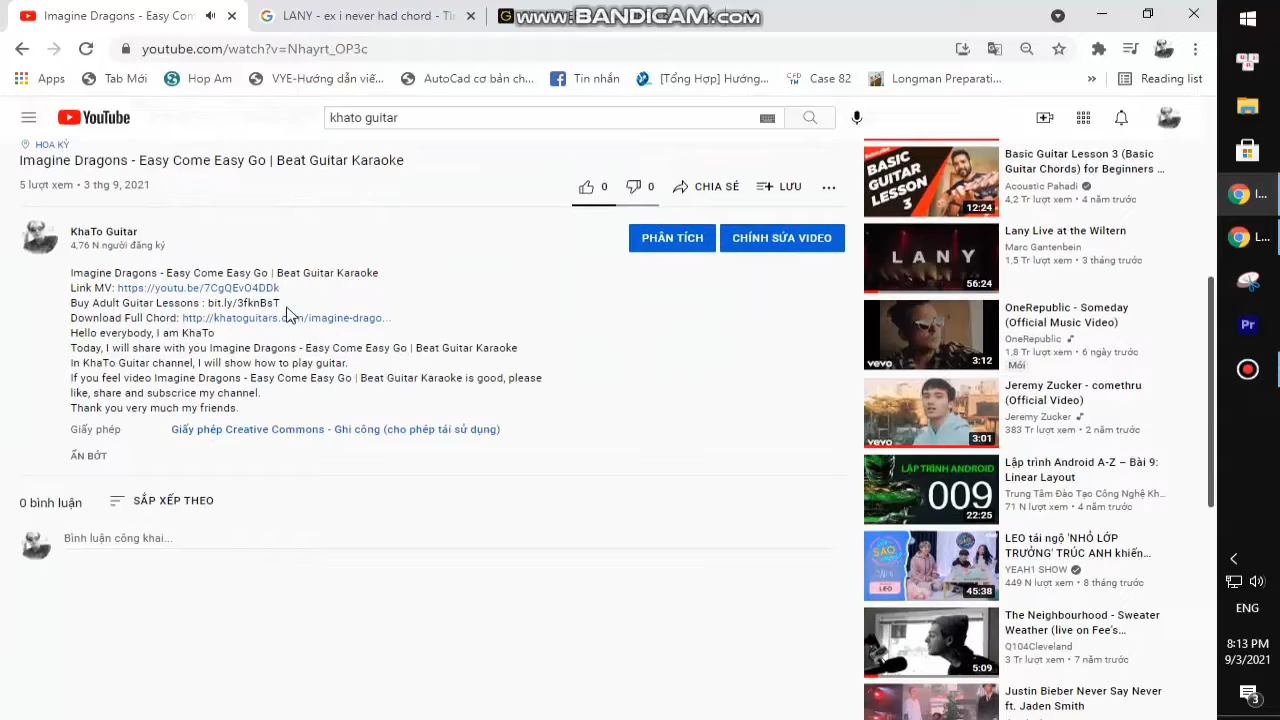 www.BANDICAM.com
Imagine Dragons - Easy Com
LANY - ex i never had chord - Th
youtube.com/watch?v=Nhayrt_OP3c
Apps
Tab Mới
Hop Am
VYE-Hướng dẫn viế...
AutoCad cơ bản ch...
Tin nhắn
[Tổng Hợp] Hướng...
Case 82
Longman Preparati...
»
Reading list
YouTube
khato guitar
HOA KỲ
Imagine Dragons - Easy Come Easy Go | Beat Guitar Karaoke
5 lượt xem • 3 thg 9, 2021
0
0
CHIA SẺ
LƯU
KhaTo Guitar
4,76 N người đăng ký
PHÂN TÍCH
CHỈNH SỬA VIDEO
Imagine Dragons - Easy Come Easy Go | Beat Guitar Karaoke
Link MV: https://youtu.be/7CgQEvO4DDk
Buy Adult Guitar Lessons : bit.ly/3fknBsT
Download Full Chord: http://khatoguitars.c /imagine-drago...
Hello everybody, I am KhaTo
Today, I will share with you Imagine Dragons - Easy Come Easy Go | Beat Guitar Karaoke
In KhaTo Guitar channel, I will show how to play guitar.
If you feel video Imagine Dragons - Easy Come Easy Go | Beat Guitar Karaoke is good, please
like, share and subscrice my channel.
Thank you very much my friends.
Giấy phép
Giấy phép Creative Commons - Ghi công (cho phép tái sử dụng)
ẨN BỚT
0 bình luận
SẮP XẾP THEO
Bình luận công khai...
BASIC
GUITAR
LESSON
3
12:24
Basic Guitar Lesson 3 (Basic
Guitar Chords) for Beginners ...
Acoustic Pahadi
4,2 Tr lượt xem • 4 năm trước
LANY
56:24
Lany Live at the Wiltern
Marc Gantenbein
1,5 Tr lượt xem • 3 tháng trước
vevo
3:12
OneRepublic - Someday
(Official Music Video)
OneRepublic
1,8 Tr lượt xem • 6 ngày trước
Mới
vevo
3:01
Jeremy Zucker - comethru
(Official Video)
Jeremy Zucker
383 Tr lượt xem • 2 năm trước
LẬP TRÌNH ANDROID
009
22:25
Lập trình Android A-Z – Bài 9:
Linear Layout
Trung Tâm Đào Tạo Công Nghệ Kh...
71 N lượt xem • 4 năm trước
SAO
LEO
45:38
LEO tái ngộ 'NHỎ LỚP
TRƯỞNG' TRÚC ANH khiến...
YEAH1 SHOW
449 N lượt xem • 8 tháng trước
5:09
The Neighbourhood - Sweater
Weather (live on Fee's...
Q104Cleveland
3 Tr lượt xem • 7 năm trước
Justin Bieber Never Say Never
ft. Jaden Smith
I...
L...
Pr
ENG
8:13 PM
9/3/2021
3